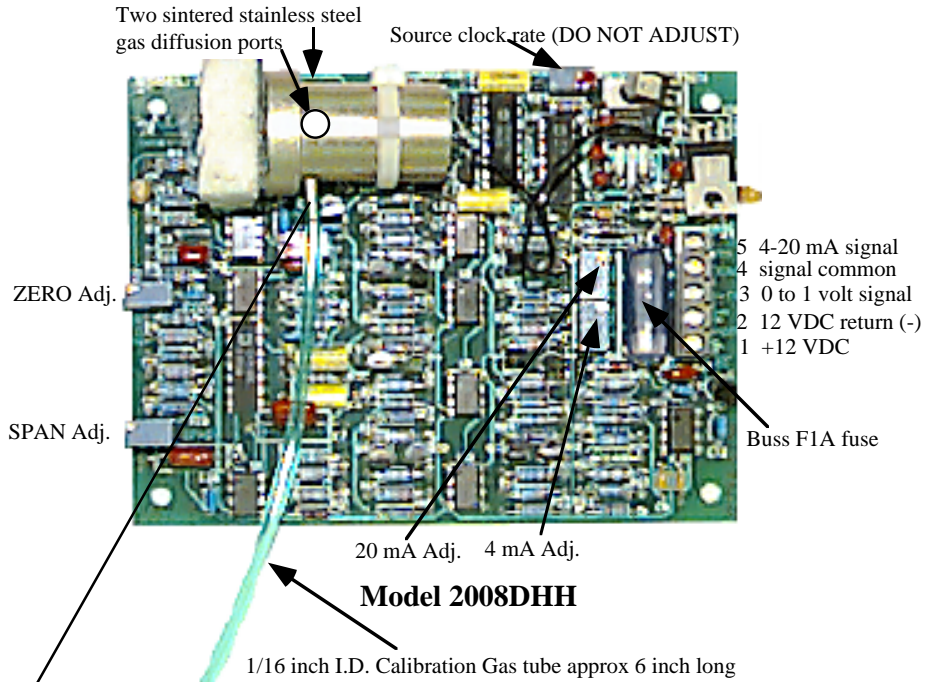 Two sintered stainless steel
gas diffusion ports
Source clock rate (DO NOT ADJUST)
5 4-20 mA signal
4 signal common
3 0 to 1 volt signal
2 12 VDC return (-)
1 +12 VDC
ZERO Adj.
SPAN Adj.
Buss F1A fuse
20 mA Adj.
4 mA Adj.
Model 2008DHH
1/16 inch I.D. Calibration Gas tube approx 6 inch long